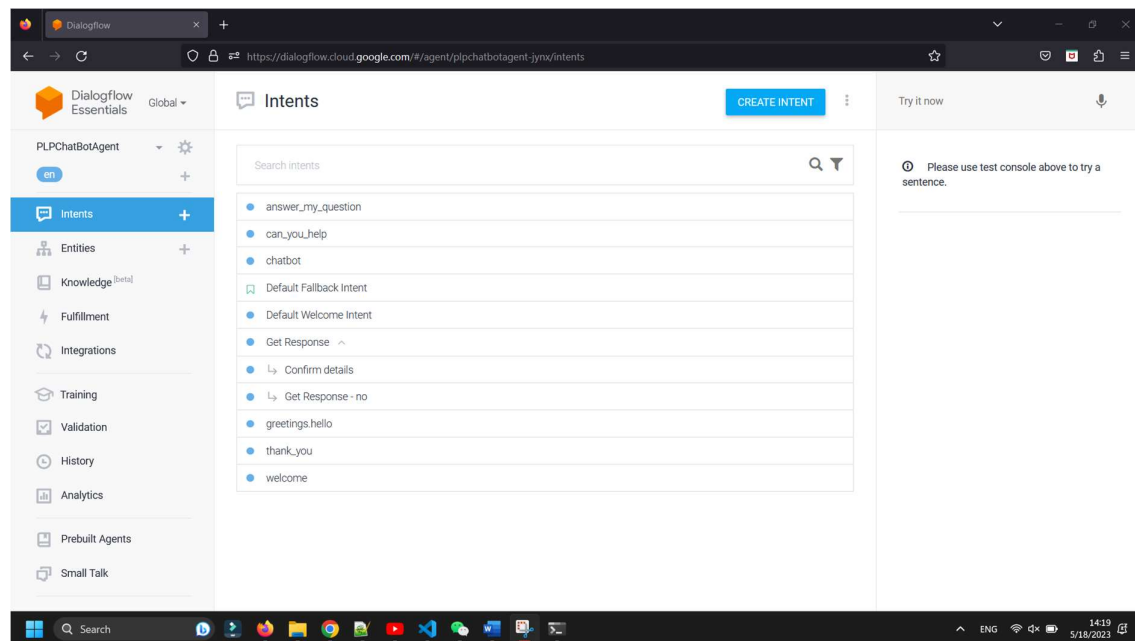 Dialogflow
https://dialogflow.cloud.google.com/#/agent/plpchatbotagent-jynx/intents
Dialogflow
Essentials
Global
PLPChatBotAgent
en
Intents
Entities
Knowledge [beta]
Fulfillment
Integrations
Training
Validation
History
Analytics
Prebuilt Agents
Small Talk
Intents
CREATE INTENT
Search intents
answer_my_question
can_you_help
chatbot
Default Fallback Intent
Default Welcome Intent
Get Response
Confirm details
Get Response - no
greetings.hello
thank_you
welcome
Try it now
Please use test console above to try a
sentence.
Search
ENG
14:19
5/18/2023